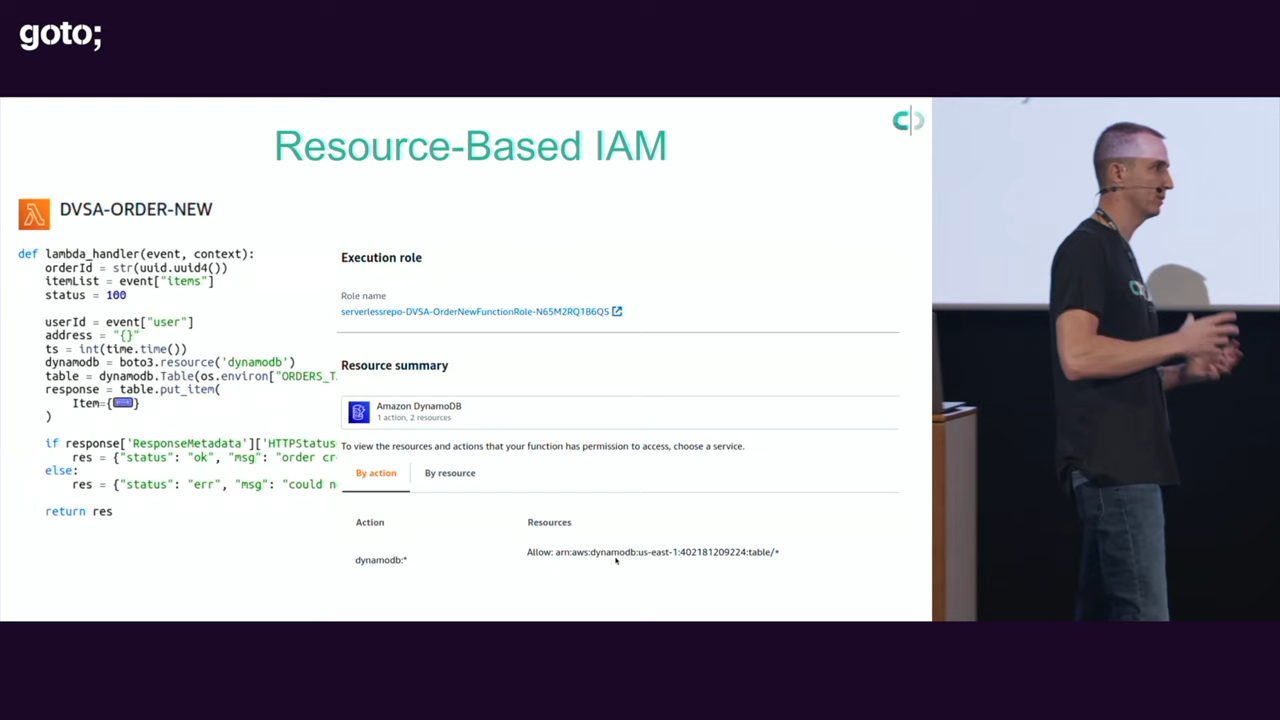 goto;
Resource-Based IAM
DVSA-ORDER-NEW
def lambda_handler(event, context):
orderId = str(uuid.uuid4())
itemList = event["items"]
status = 100
userId = event["user"]
address = "{}"
ts = int(time.time())
dynamodb = boto3.resource('dynamodb')
table = dynamodb.Table(os.environ["ORDERS_T
response = table.put_item(
Item={
}
)
if response['ResponseMetadata']['HTTPStatus
res = {"status": "ok", "msg": "order cr
else:
res = {"status": "err", "msg": "could n
return res
Execution role
Role name
serverlessrepo-DVSA-OrderNewFunctionRole-N65M2RQ1B6Q5
Resource summary
Amazon DynamoDB
1 action, 2 resources
To view the resources and actions that your function has permission to access, choose a service.
By action
By resource
Action
Resources
dynamodb:*
Allow: arn:aws:dynamodb:us-east-1:402181209224:table/*